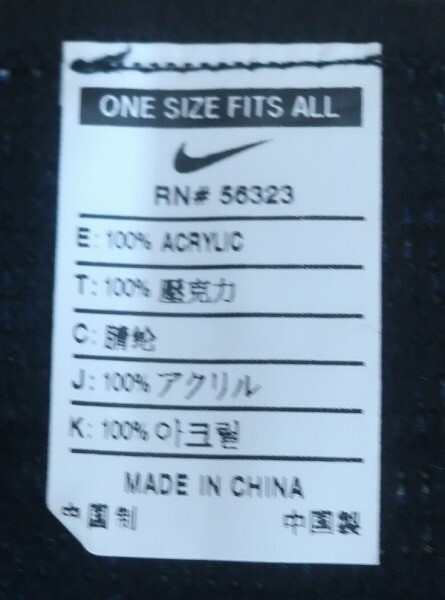 ONE SIZE FITS ALL
RN# 56323
E: 100% ACRYLIC
T: 100% 壓克力
C: 腈纶
J: 100% アクリル
K: 100% 아크릴
MADE IN CHINA
中国制 中国製